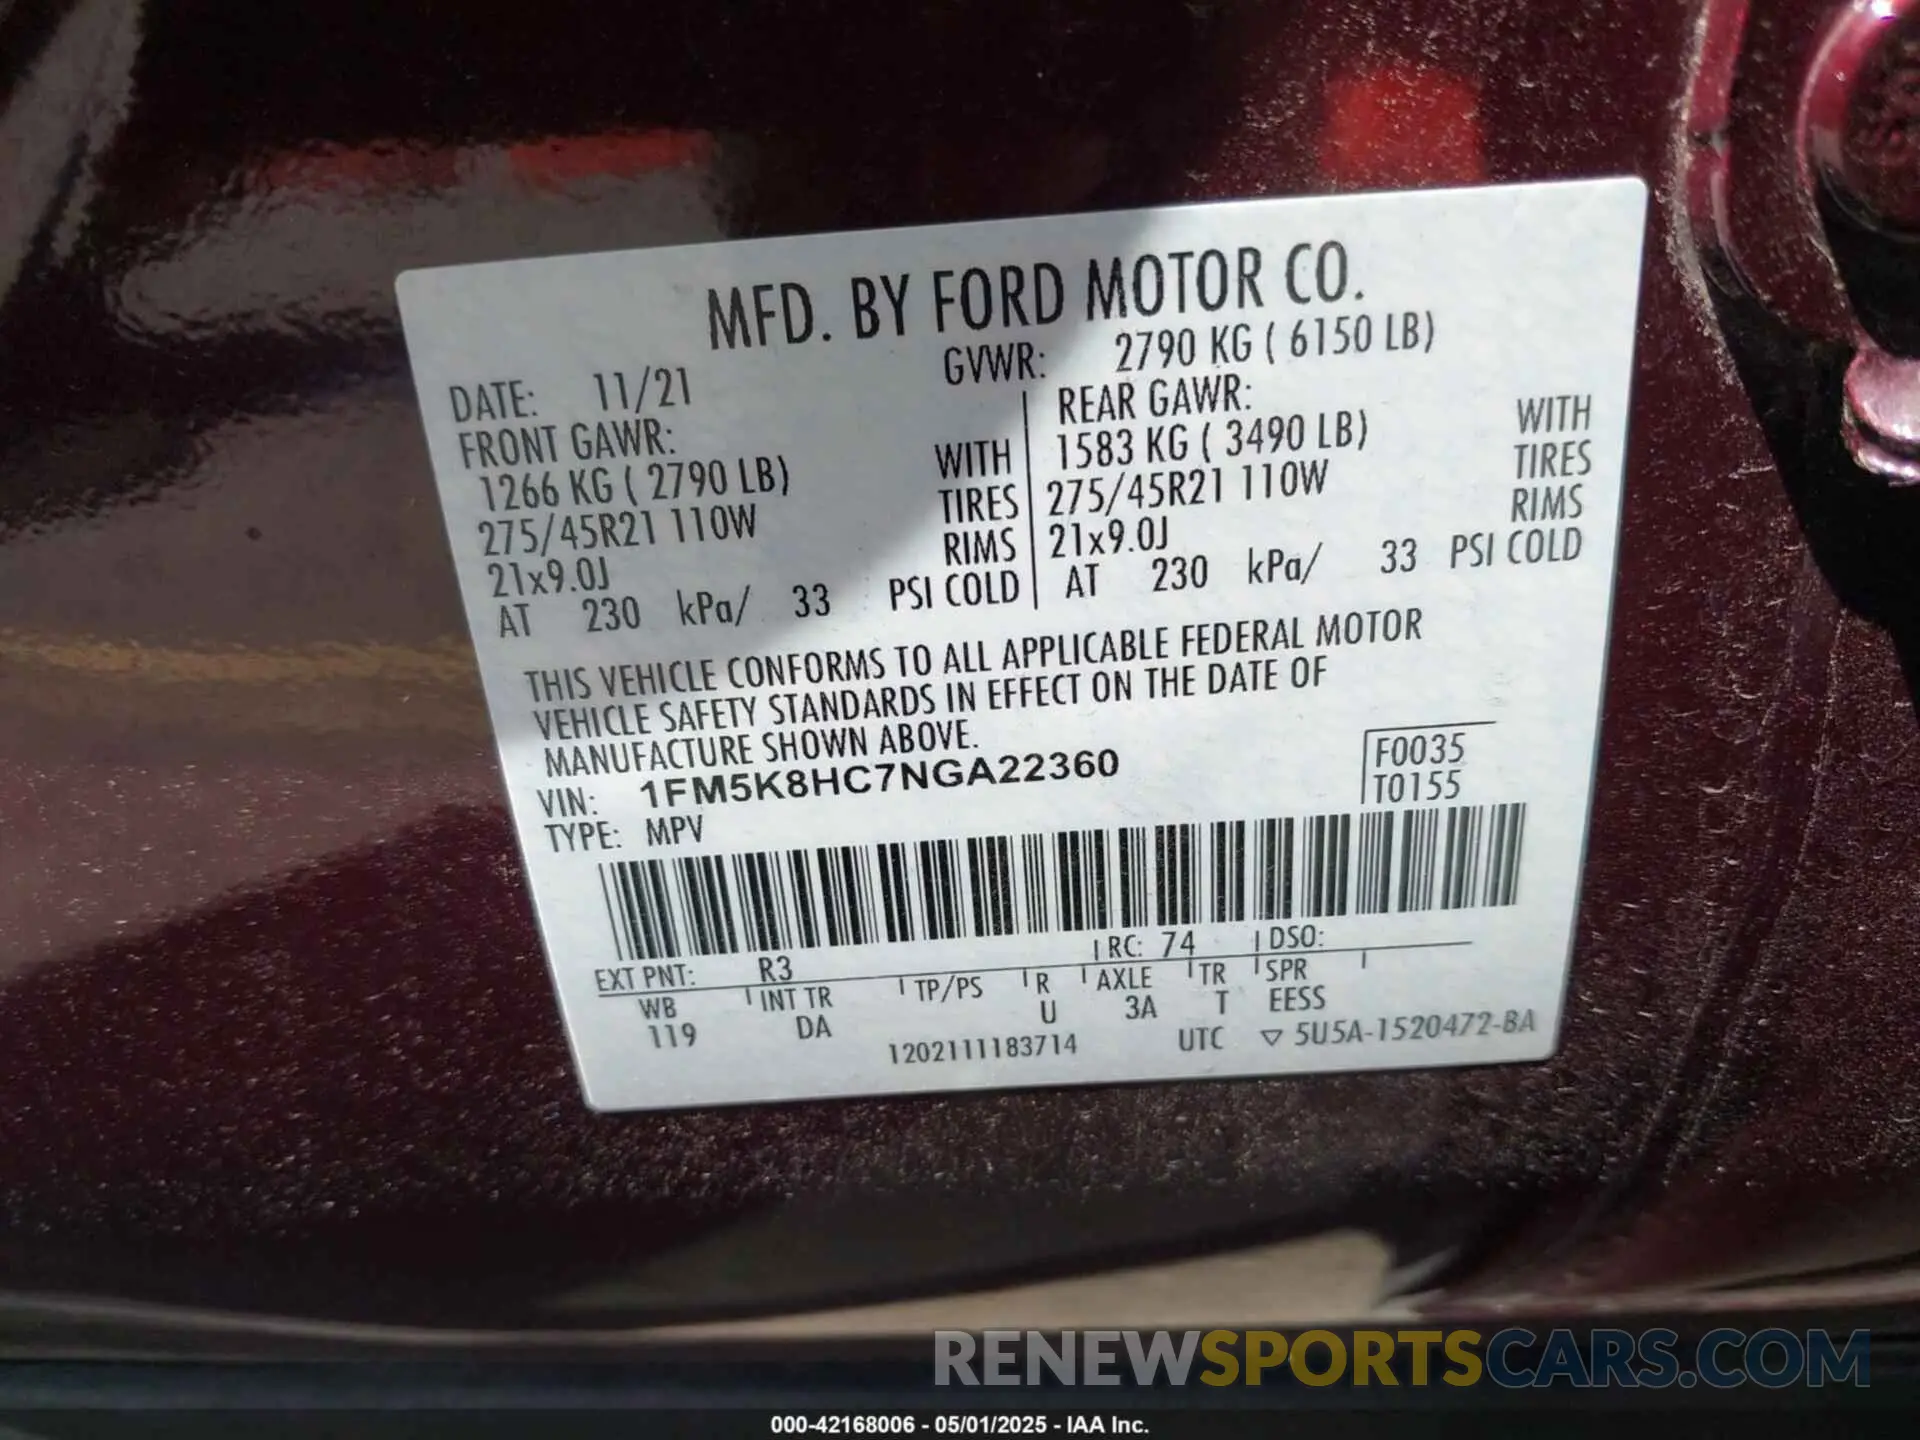 MFD. BY FORD MOTOR CO.
DATE: 11/21 GVWR: 2790 KG ( 6150 LB)
FRONT GAWR:
1266 KG ( 2790 LB) WITH
275/45R21 110W TIRES
21x9.0J RIMS
AT 230 kPa/ 33 PSI COLD
REAR GAWR:
1583 KG ( 3490 LB) WITH
275/45R21 110W TIRES
21x9.0J RIMS
AT 230 kPa/ 33 PSI COLD
THIS VEHICLE CONFORMS TO ALL APPLICABLE FEDERAL MOTOR
VEHICLE SAFETY STANDARDS IN EFFECT ON THE DATE OF
MANUFACTURE SHOWN ABOVE.
VIN: 1FM5K8HC7NGA22360
TYPE: MPV
F0035
T0155
EXT PNT: R3 RC: 74 DSO:
WB INT TR TP/PS R AXLE TR SPR
119 DA U 3A T EESS
1202111183714 UTC ▽ 5U5A-1520472-BA
RENEWSPORTSCARS.COM
000-42168006 - 05/01/2025 - IAA Inc.